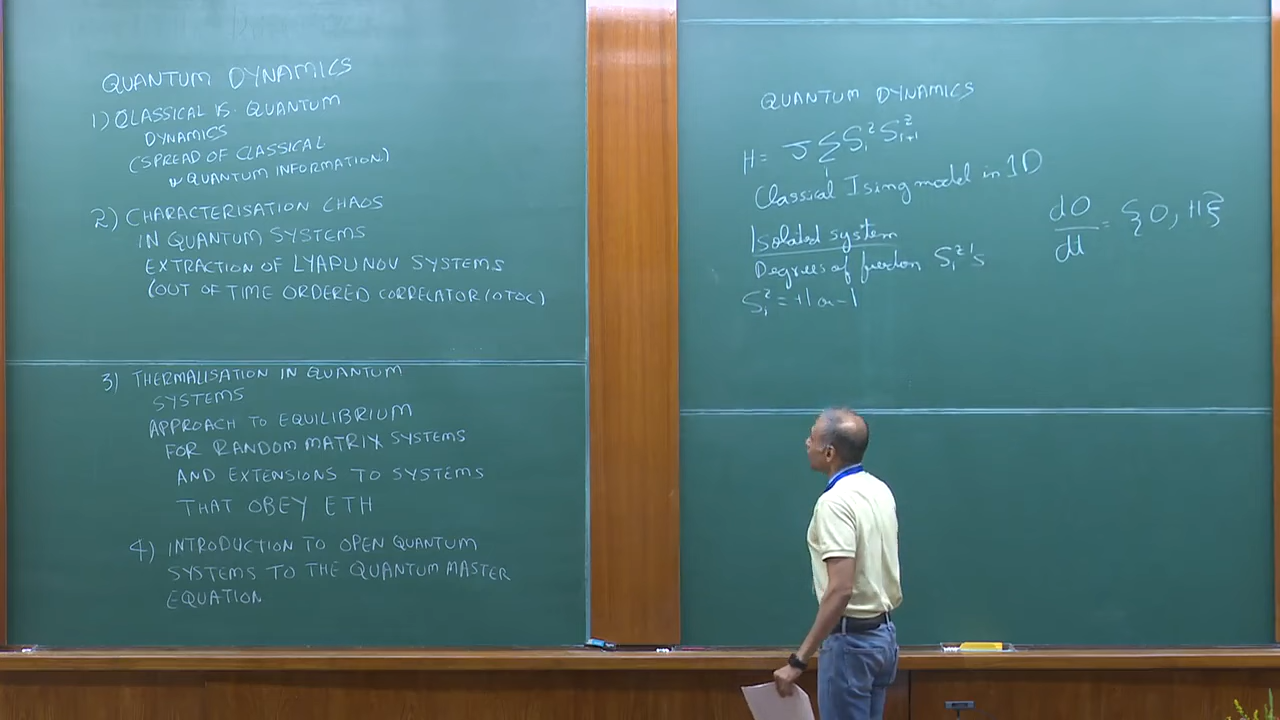 QUANTUM DYNAMICS
1) CLASSICAL VS. QUANTUM
DYNAMICS
(SPREAD OF CLASSICAL
QUANTUM INFORMATION)
2) CHARACTERISATION CHAOS
IN QUANTUM SYSTEMS
EXTRACTION OF LYAPUNOV SYSTEMS
(OUT OF TIME ORDERED CORRELATOR/OTOC)
3) THERMALISATION IN QUANTUM
SYSTEMS
APPROACH TO EQUILIBRIUM
FOR RANDOM MATRIX SYSTEMS
AND EXTENSIONS TO SYSTEMS
THAT OBEY ETH
4) INTRODUCTION TO OPEN QUANTUM
SYSTEMS TO THE QUANTUM MASTER
EQUATION
QUANTUM DYNAMICS
H = J ∑_i S_i^z S_{i+1}^z
Classical Ising model in 1D
Isolated system
Degrees of freedom S_i^z's
S_i^z = +1 or -1
dO/dt = {O, H}